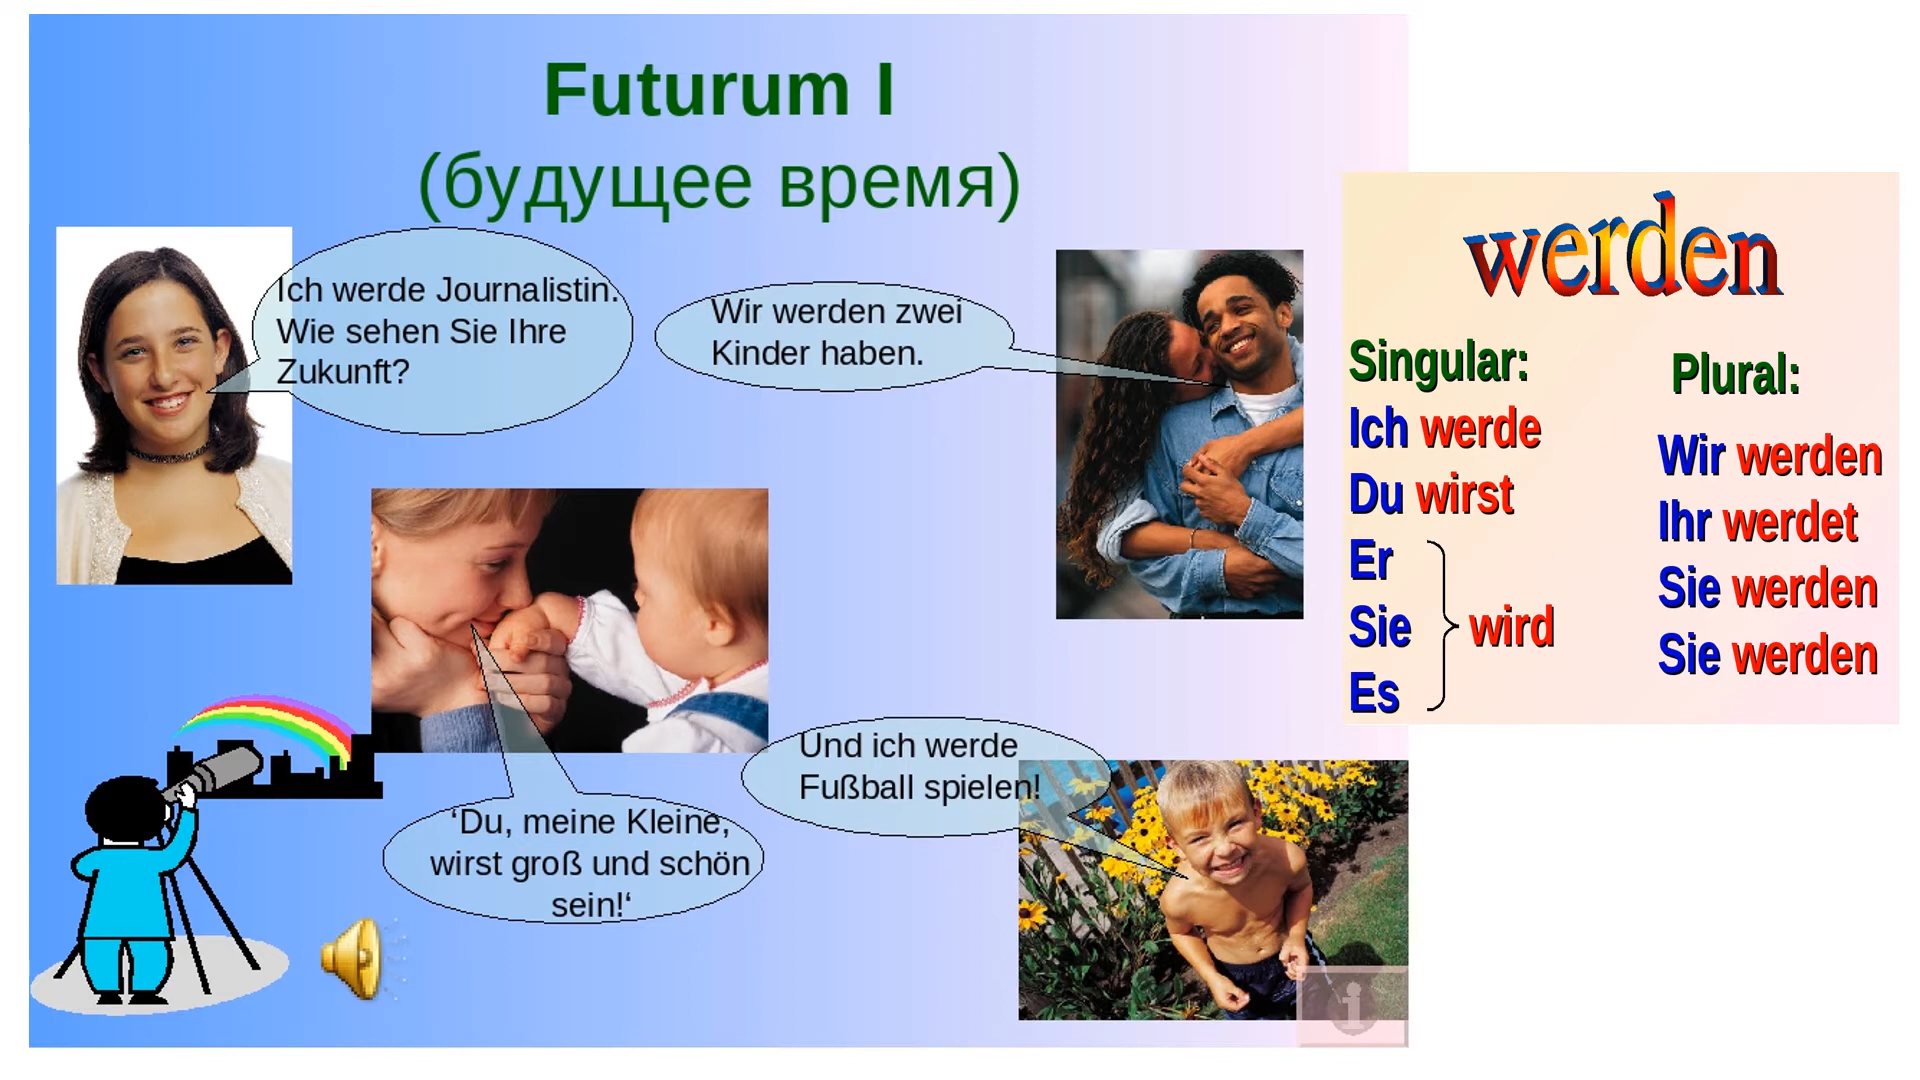 Futurum I
(будущее время)
Ich werde Journalistin.
Wie sehen Sie Ihre
Zukunft?
Wir werden zwei
Kinder haben.
‘Du, meine Kleine,
wirst groß und schön
sein!‘
Und ich werde
Fußball spielen!
werden
Singular:
Ich werde
Du wirst
Er
Sie wird
Es
Plural:
Wir werden
Ihr werdet
Sie werden
Sie werden